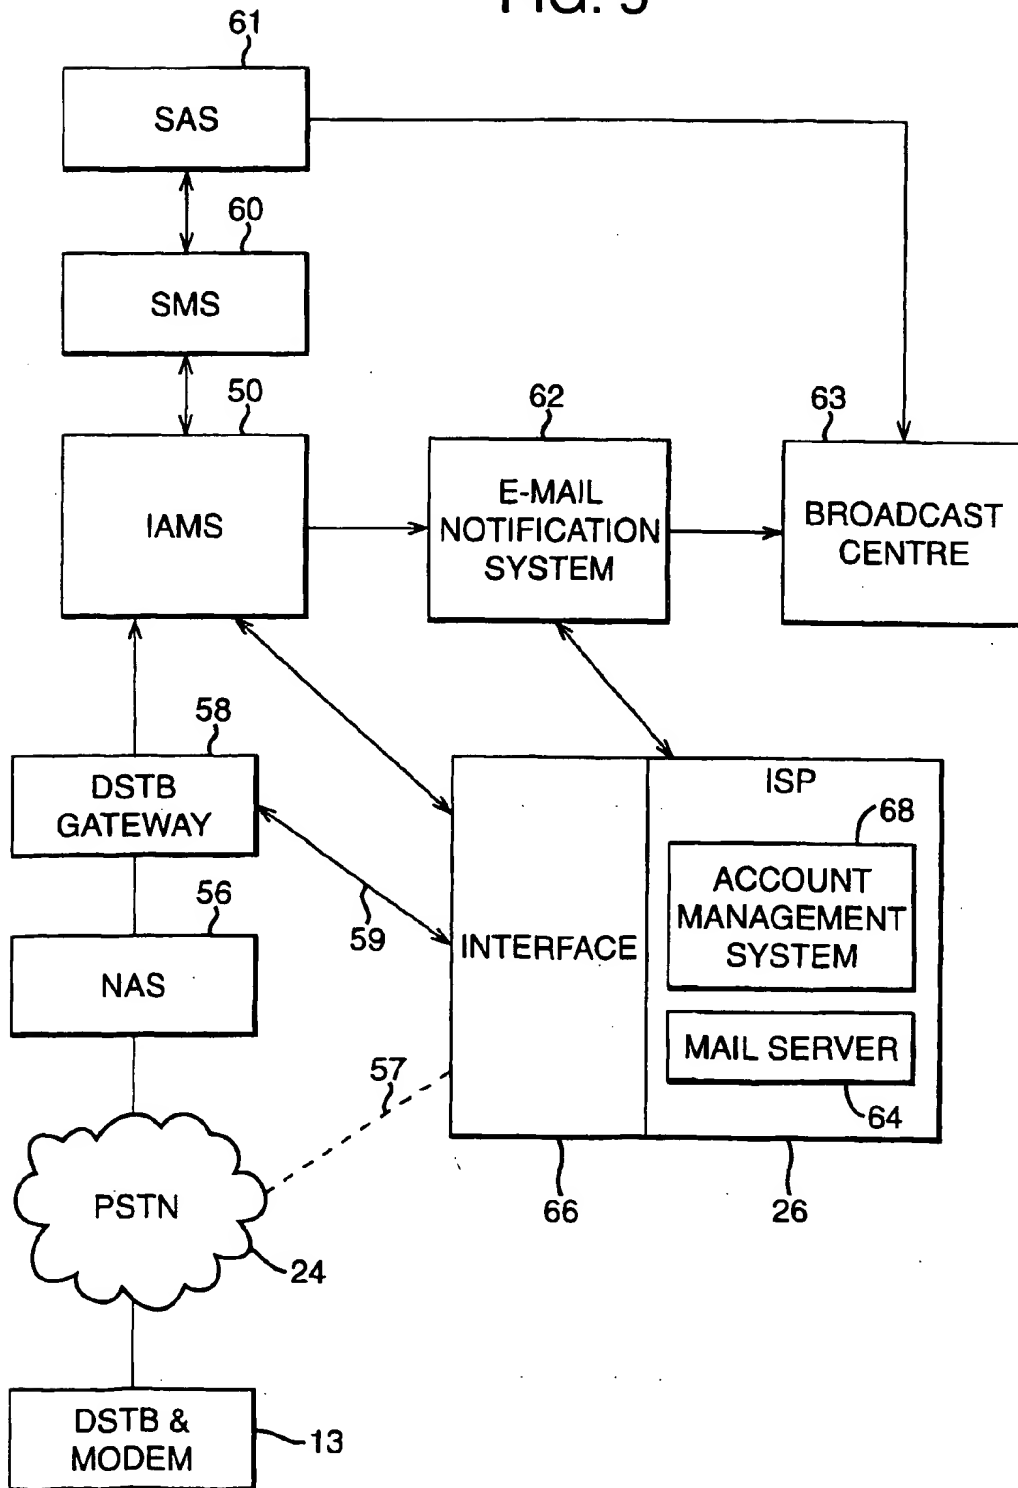 61
SAS
60
SMS
50
IAMS
62
E-MAIL
NOTIFICATION
SYSTEM
63
BROADCAST
CENTRE
58
DSTB
GATEWAY
59
56
NAS
INTERFACE
ISP
68
ACCOUNT
MANAGEMENT
SYSTEM
MAIL SERVER
64
57
66
26
PSTN
24
DSTB &
MODEM
13